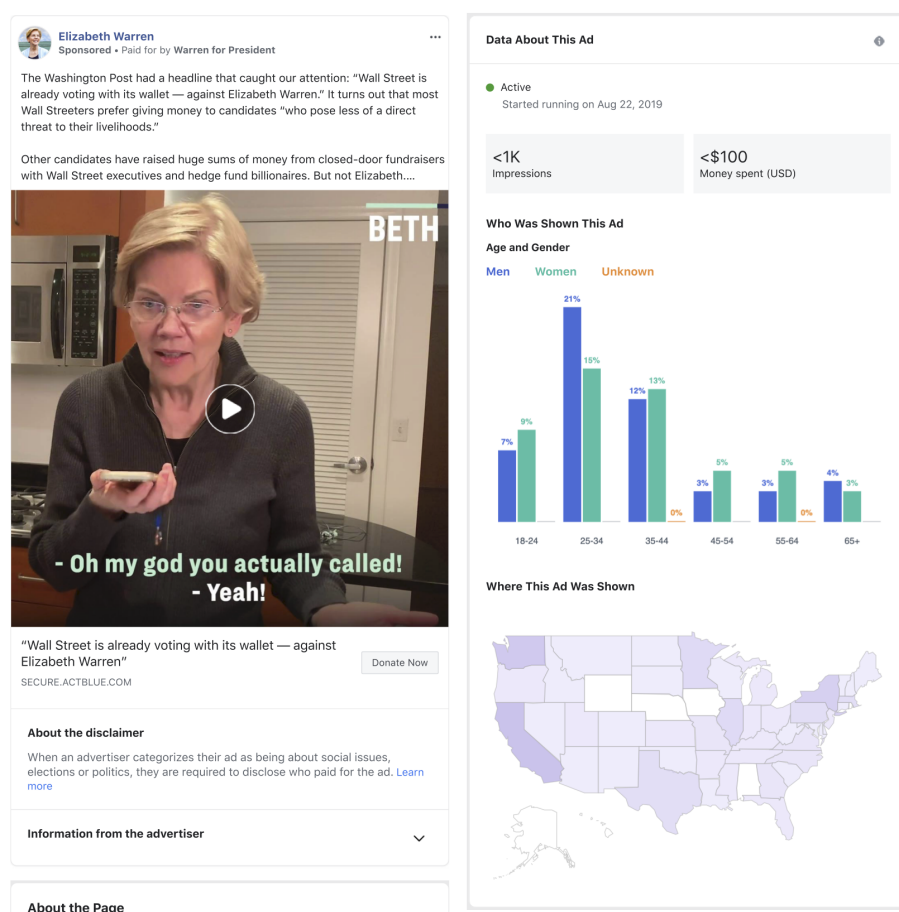 Elizabeth Warren
Sponsored • Paid for by Warren for President
The Washington Post had a headline that caught our attention: “Wall Street is
already voting with its wallet — against Elizabeth Warren.” It turns out that most
Wall Streeters prefer giving money to candidates “who pose less of a direct
threat to their livelihoods.”
Other candidates have raised huge sums of money from closed-door fundraisers
with Wall Street executives and hedge fund billionaires. But not Elizabeth....
BETH
- Oh my god you actually called!
- Yeah!
“Wall Street is already voting with its wallet — against
Elizabeth Warren”
Donate Now
SECURE.ACTBLUE.COM
About the disclaimer
When an advertiser categorizes their ad as being about social issues,
elections or politics, they are required to disclose who paid for the ad. Learn
more
Information from the advertiser
About the Page
Data About This Ad
Active
Started running on Aug 22, 2019
<1K
Impressions
<$100
Money spent (USD)
Who Was Shown This Ad
Age and Gender
Men Women Unknown
7% 9% 21% 15% 12% 13% 0% 3% 5% 3% 5% 0% 4% 3%
18-24 25-34 35-44 45-54 55-64 65+
Where This Ad Was Shown